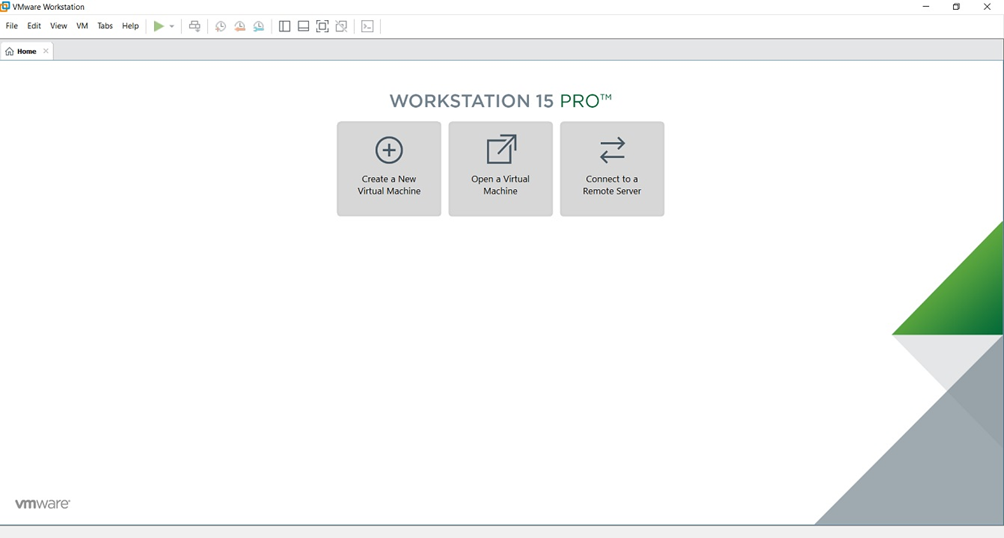 VMware Workstation
File Edit View VM Tabs Help
Home
WORKSTATION 15 PRO™
Create a New
Virtual Machine
Open a Virtual
Machine
Connect to a
Remote Server
vmware®